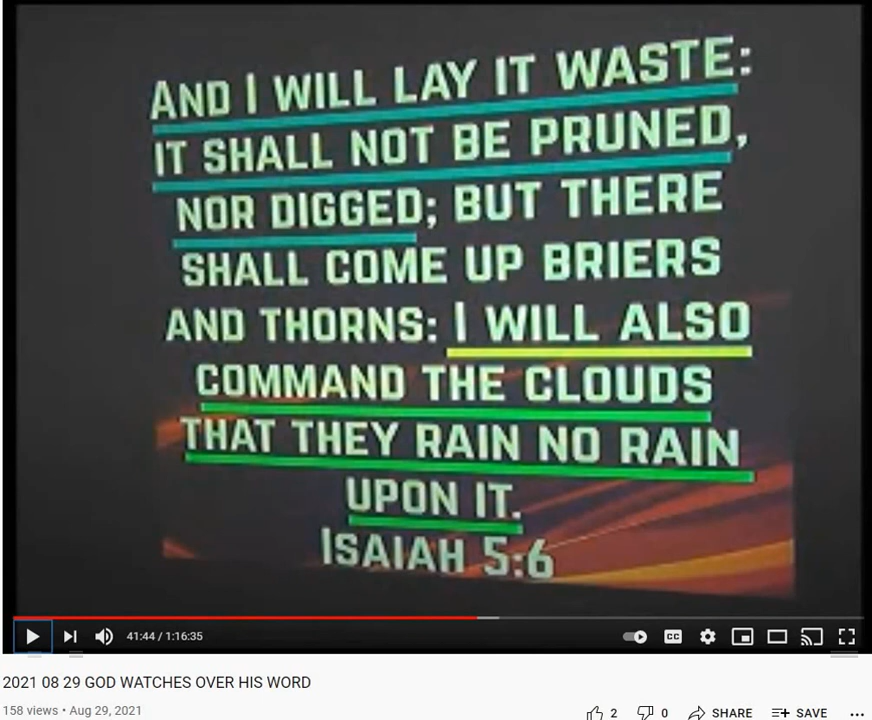 AND I WILL LAY IT WASTE:
IT SHALL NOT BE PRUNED,
NOR DIGGED; BUT THERE
SHALL COME UP BRIERS
AND THORNS: I WILL ALSO
COMMAND THE CLOUDS
THAT THEY RAIN NO RAIN
UPON IT.
ISAIAH 5:6
41:44 / 1:16:35
CC
2021 08 29 GOD WATCHES OVER HIS WORD
158 views • Aug 29, 2021
2
0
SHARE
SAVE